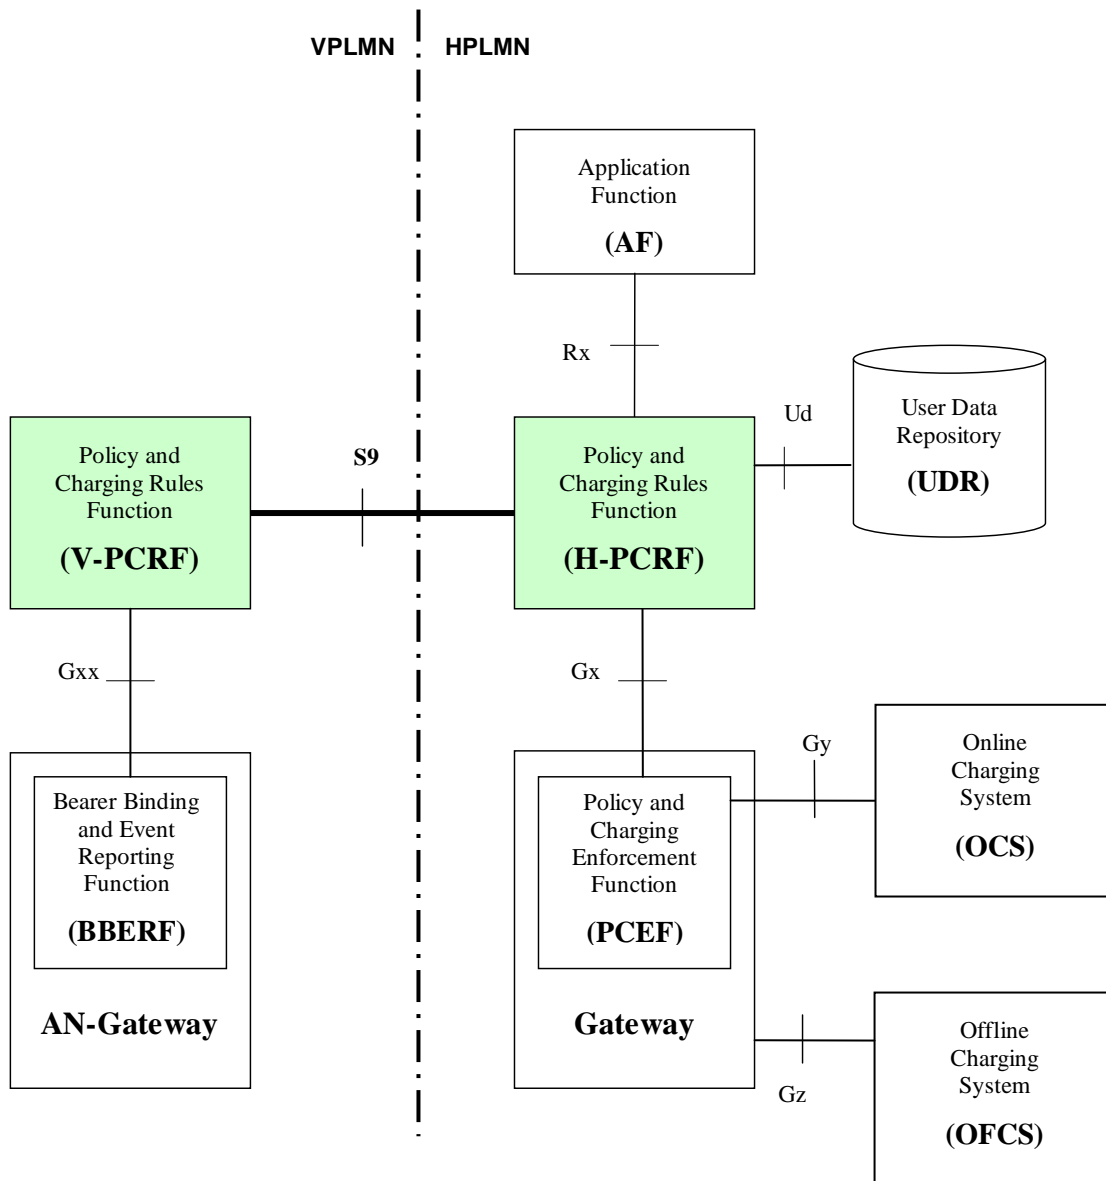 VPLMN
HPLMN
Application
Function
(AF)
Rx
Ud
User Data
Repository
(UDR)
Policy and
Charging Rules
Function
(V-PCRF)
S9
Policy and
Charging Rules
Function
(H-PCRF)
Gxx
Gx
Bearer Binding
and Event
Reporting
Function
(BBERF)
AN-Gateway
Policy and
Charging
Enforcement
Function
(PCEF)
Gateway
Gy
Online
Charging
System
(OCS)
Gz
Offline
Charging
System
(OFCS)